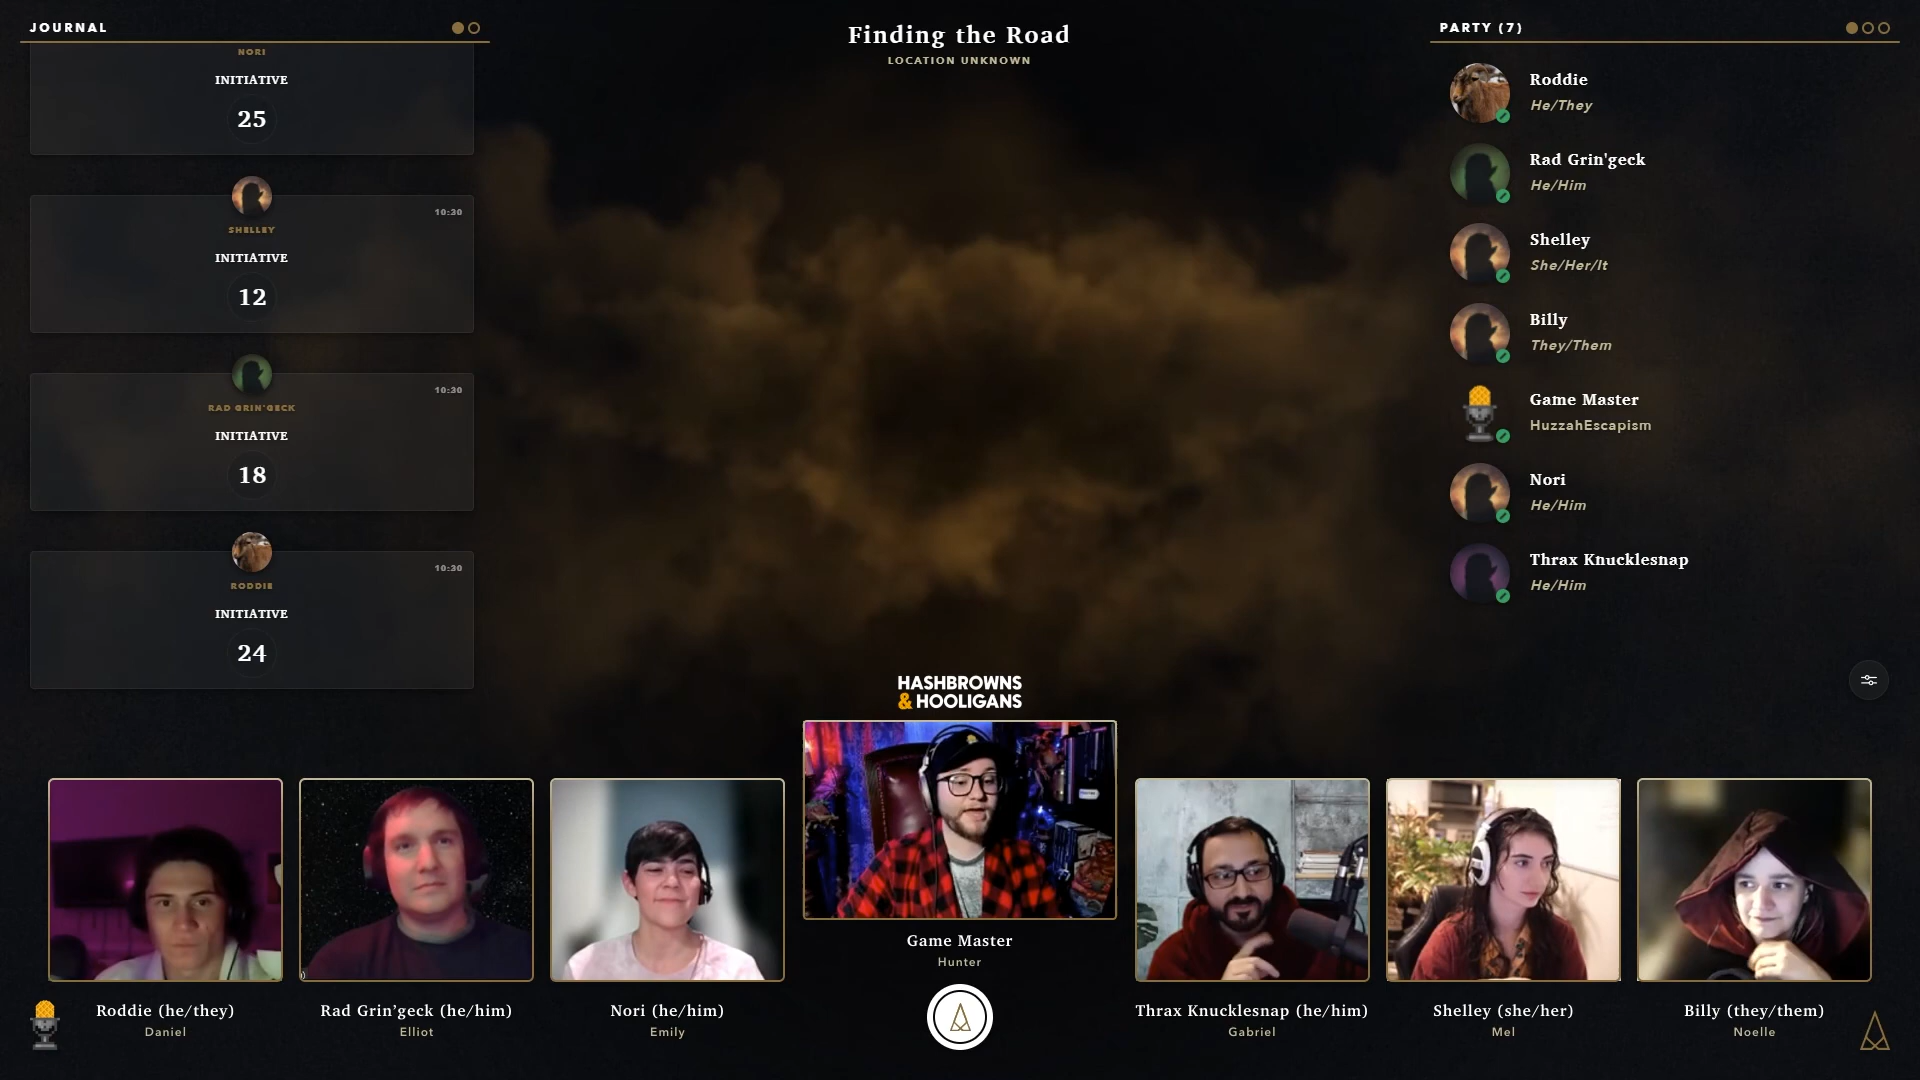 JOURNAL
NORI
INITIATIVE
25
10:30
SHELLEY
INITIATIVE
12
10:30
RAD GRIN'GECK
INITIATIVE
18
10:30
RODDIE
INITIATIVE
24
Finding the Road
LOCATION UNKNOWN
PARTY (7)
Roddie
He/They
Rad Grin'geck
He/Him
Shelley
She/Her/It
Billy
They/Them
Game Master
HuzzahEscapism
Nori
He/Him
Thrax Knucklesnap
He/Him
HASHBROWNS
& HOOLIGANS
Game Master
Hunter
Roddie (he/they)
Daniel
Rad Grin’geck (he/him)
Elliot
Nori (he/him)
Emily
Thrax Knucklesnap (he/him)
Gabriel
Shelley (she/her)
Mel
Billy (they/them)
Noelle